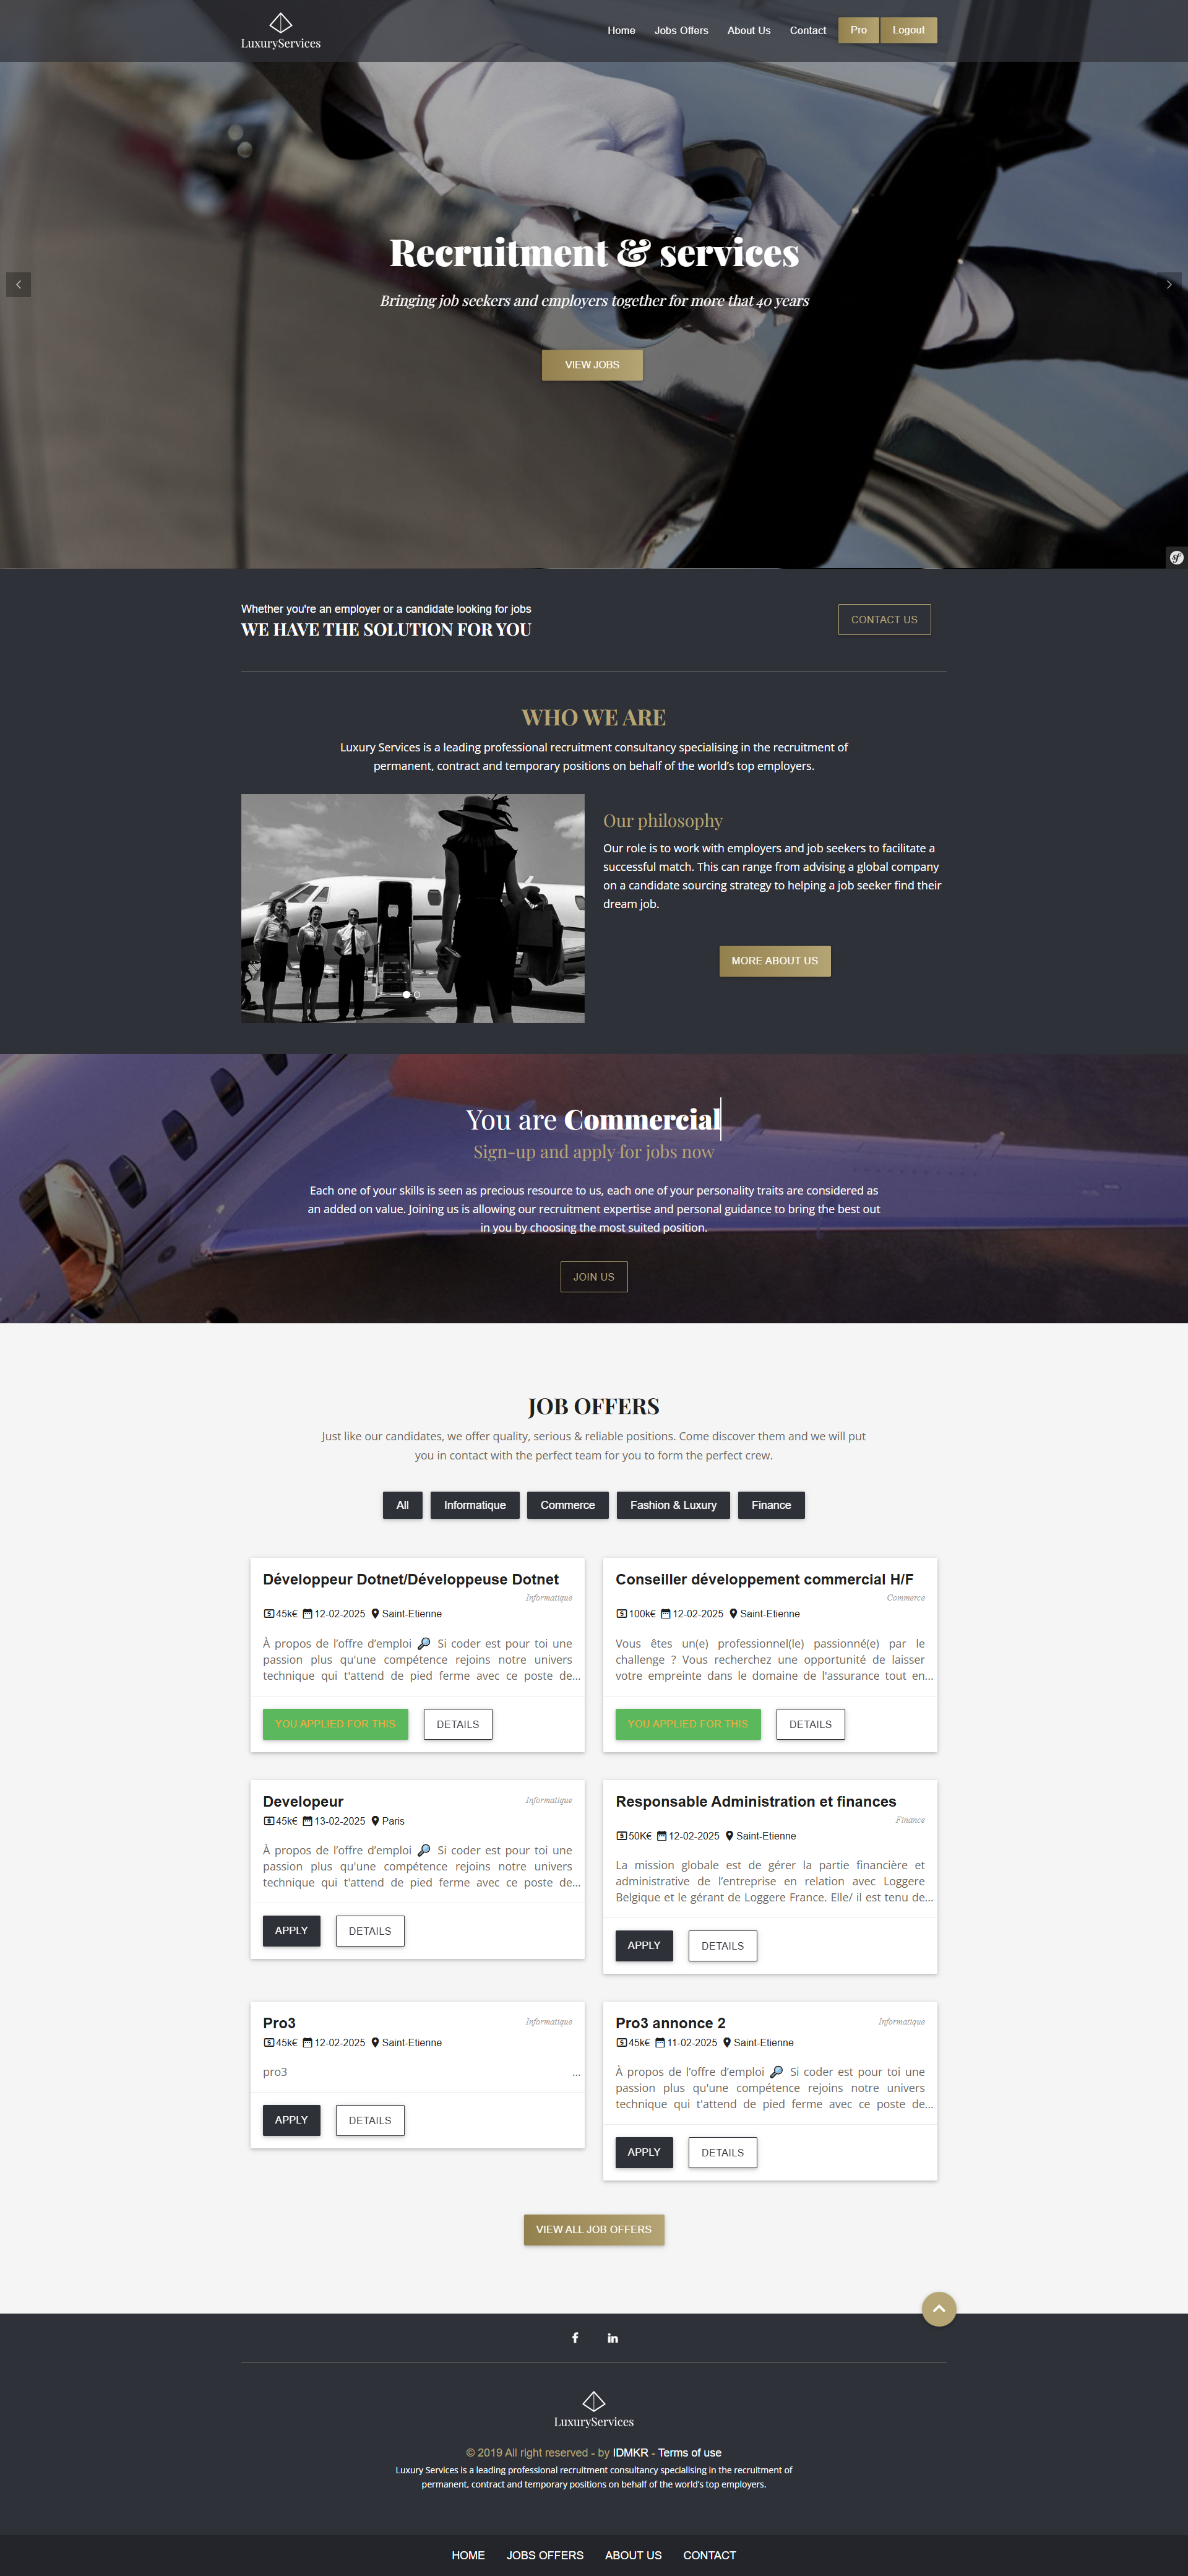 LuxuryServices
Home Jobs Offers About Us Contact Pro Logout
Recruitment & services
Bringing job seekers and employers together for more that 40 years
VIEW JOBS
sf
Whether you're an employer or a candidate looking for jobs
WE HAVE THE SOLUTION FOR YOU
CONTACT US
WHO WE ARE
Luxury Services is a leading professional recruitment consultancy specialising in the recruitment of
permanent, contract and temporary positions on behalf of the world's top employers.
Our philosophy
Our role is to work with employers and job seekers to facilitate a
successful match. This can range from advising a global company
on a candidate sourcing strategy to helping a job seeker find their
dream job.
MORE ABOUT US
You are Commercial
Sign-up and apply for jobs now
Each one of your skills is seen as precious resource to us, each one of your personality traits are considered as
an added on value. Joining us is allowing our recruitment expertise and personal guidance to bring the best out
in you by choosing the most suited position.
JOIN US
JOB OFFERS
Just like our candidates, we offer quality, serious & reliable positions. Come discover them and we will put
you in contact with the perfect team for you to form the perfect crew.
All Informatique Commerce Fashion & Luxury Finance
Développeur Dotnet/Développeuse Dotnet
Informatique
45k€ 12-02-2025 Saint-Etienne
À propos de l'offre d'emploi 🔎 Si coder est pour toi une
passion plus qu'une compétence rejoins notre univers
technique qui t'attend de pied ferme avec ce poste de...
YOU APPLIED FOR THIS DETAILS
Conseiller développement commercial H/F
Commerce
100k€ 12-02-2025 Saint-Etienne
Vous êtes un(e) professionnel(le) passionné(e) par le
challenge ? Vous recherchez une opportunité de laisser
votre empreinte dans le domaine de l'assurance tout en...
YOU APPLIED FOR THIS DETAILS
Developeur Informatique
45k€ 13-02-2025 Paris
À propos de l'offre d'emploi 🔎 Si coder est pour toi une
passion plus qu'une compétence rejoins notre univers
technique qui t'attend de pied ferme avec ce poste de...
APPLY DETAILS
Responsable Administration et finances
Finance
50K€ 12-02-2025 Saint-Etienne
La mission globale est de gérer la partie financière et
administrative de l'entreprise en relation avec Loggere
Belgique et le gérant de Loggere France. Elle/ il est tenu de...
APPLY DETAILS
Pro3 Informatique
45k€ 12-02-2025 Saint-Etienne
pro3 ...
APPLY DETAILS
Pro3 annonce 2 Informatique
45k€ 11-02-2025 Saint-Etienne
À propos de l'offre d'emploi 🔎 Si coder est pour toi une
passion plus qu'une compétence rejoins notre univers
technique qui t'attend de pied ferme avec ce poste de...
APPLY DETAILS
VIEW ALL JOB OFFERS
f in
LuxuryServices
© 2019 All right reserved - by IDMKR - Terms of use
Luxury Services is a leading professional recruitment consultancy specialising in the recruitment of
permanent, contract and temporary positions on behalf of the world's top employers.
HOME JOBS OFFERS ABOUT US CONTACT